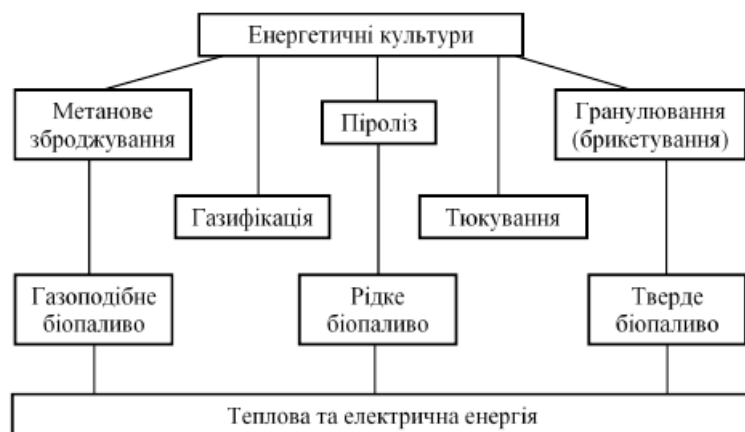 Енергетичні культури
Метанове
зброджування
Піроліз
Гранулювання
(брикетування)
Газифікація
Тюкування
Газоподібне
біопаливо
Рідке
біопаливо
Тверде
біопаливо
Теплова та електрична енергія